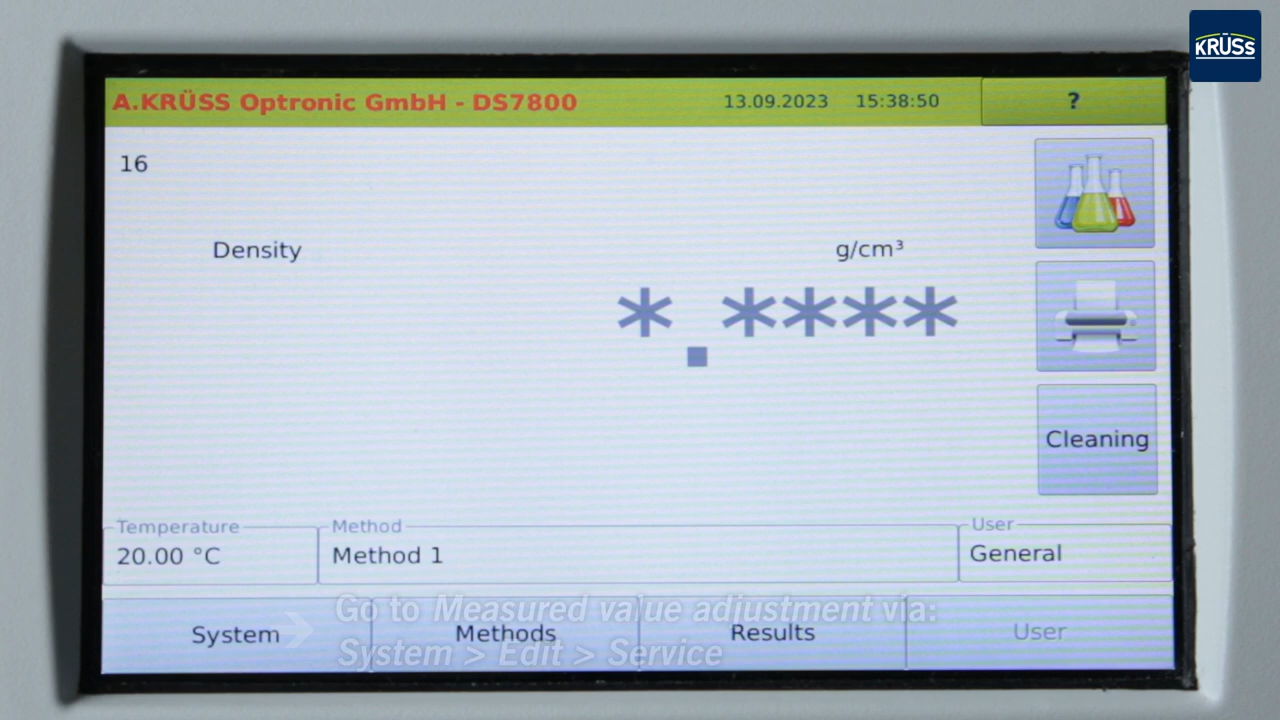 KRÜSS
A.KRÜSS Optronic GmbH - DS7800 13.09.2023 15:38:50 ?
16
Density g/cm³
*.****
Cleaning
Temperature Method User
20.00 °C Method 1 General
Go to Measured value adjustment via:
System Methods Results User
System > Edit > Service